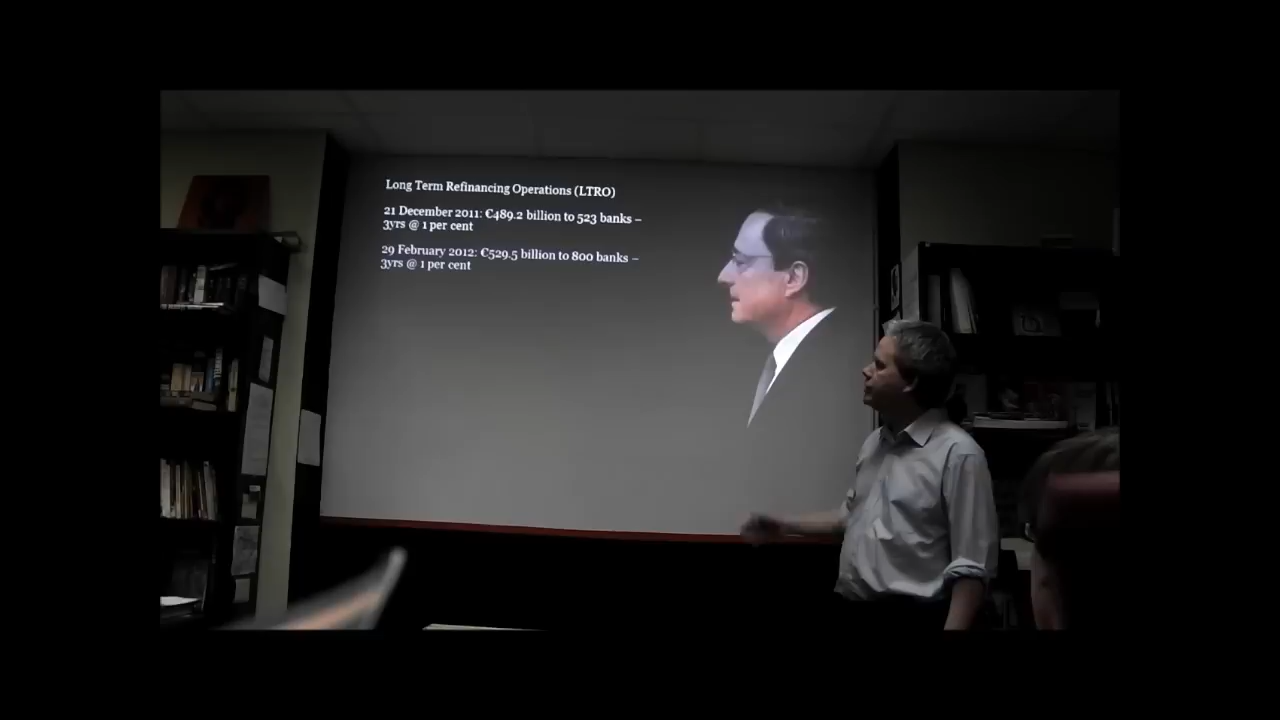 Long Term Refinancing Operations (LTRO)
21 December 2011: €489.2 billion to 523 banks –
3yrs @ 1 per cent
29 February 2012: €529.5 billion to 800 banks –
3yrs @ 1 per cent